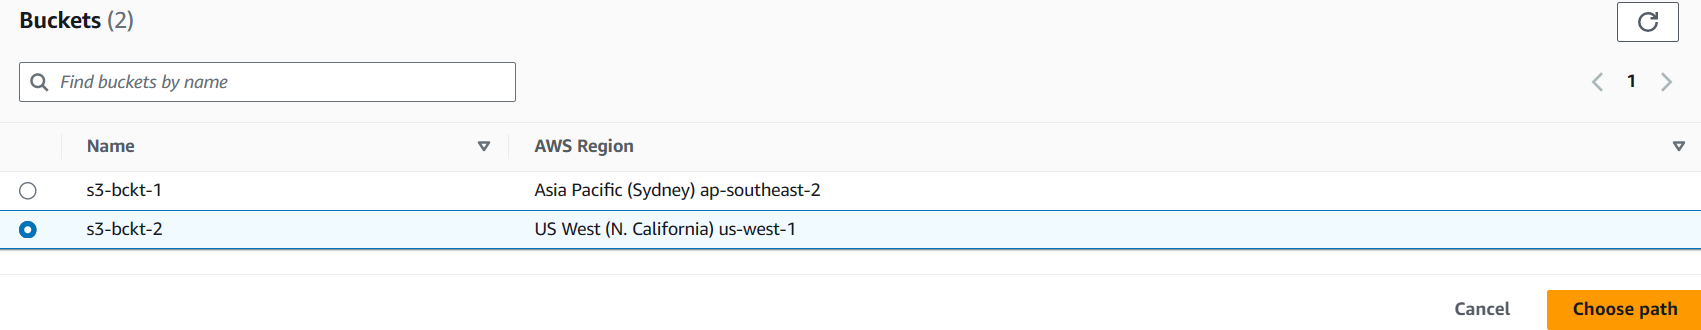 Buckets (2)
Find buckets by name
1
Name AWS Region
s3-bckt-1 Asia Pacific (Sydney) ap-southeast-2
s3-bckt-2 US West (N. California) us-west-1
Cancel Choose path